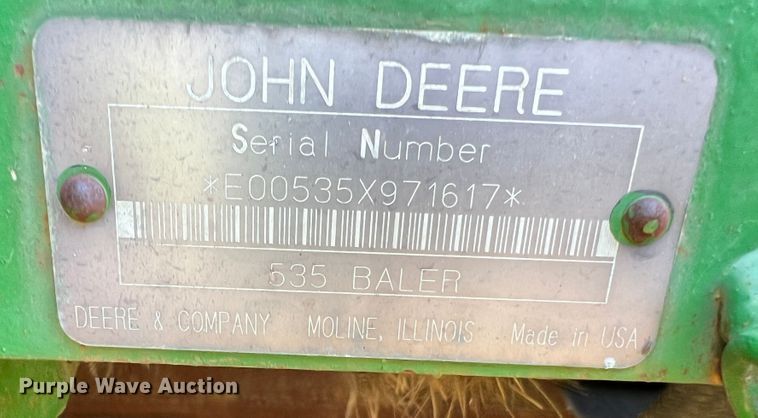 JOHN DEERE
Serial Number
*E00535X971617*
535 BALER
DEERE & COMPANY MOLINE, ILLINOIS Made in USA
Purple Wave Auction